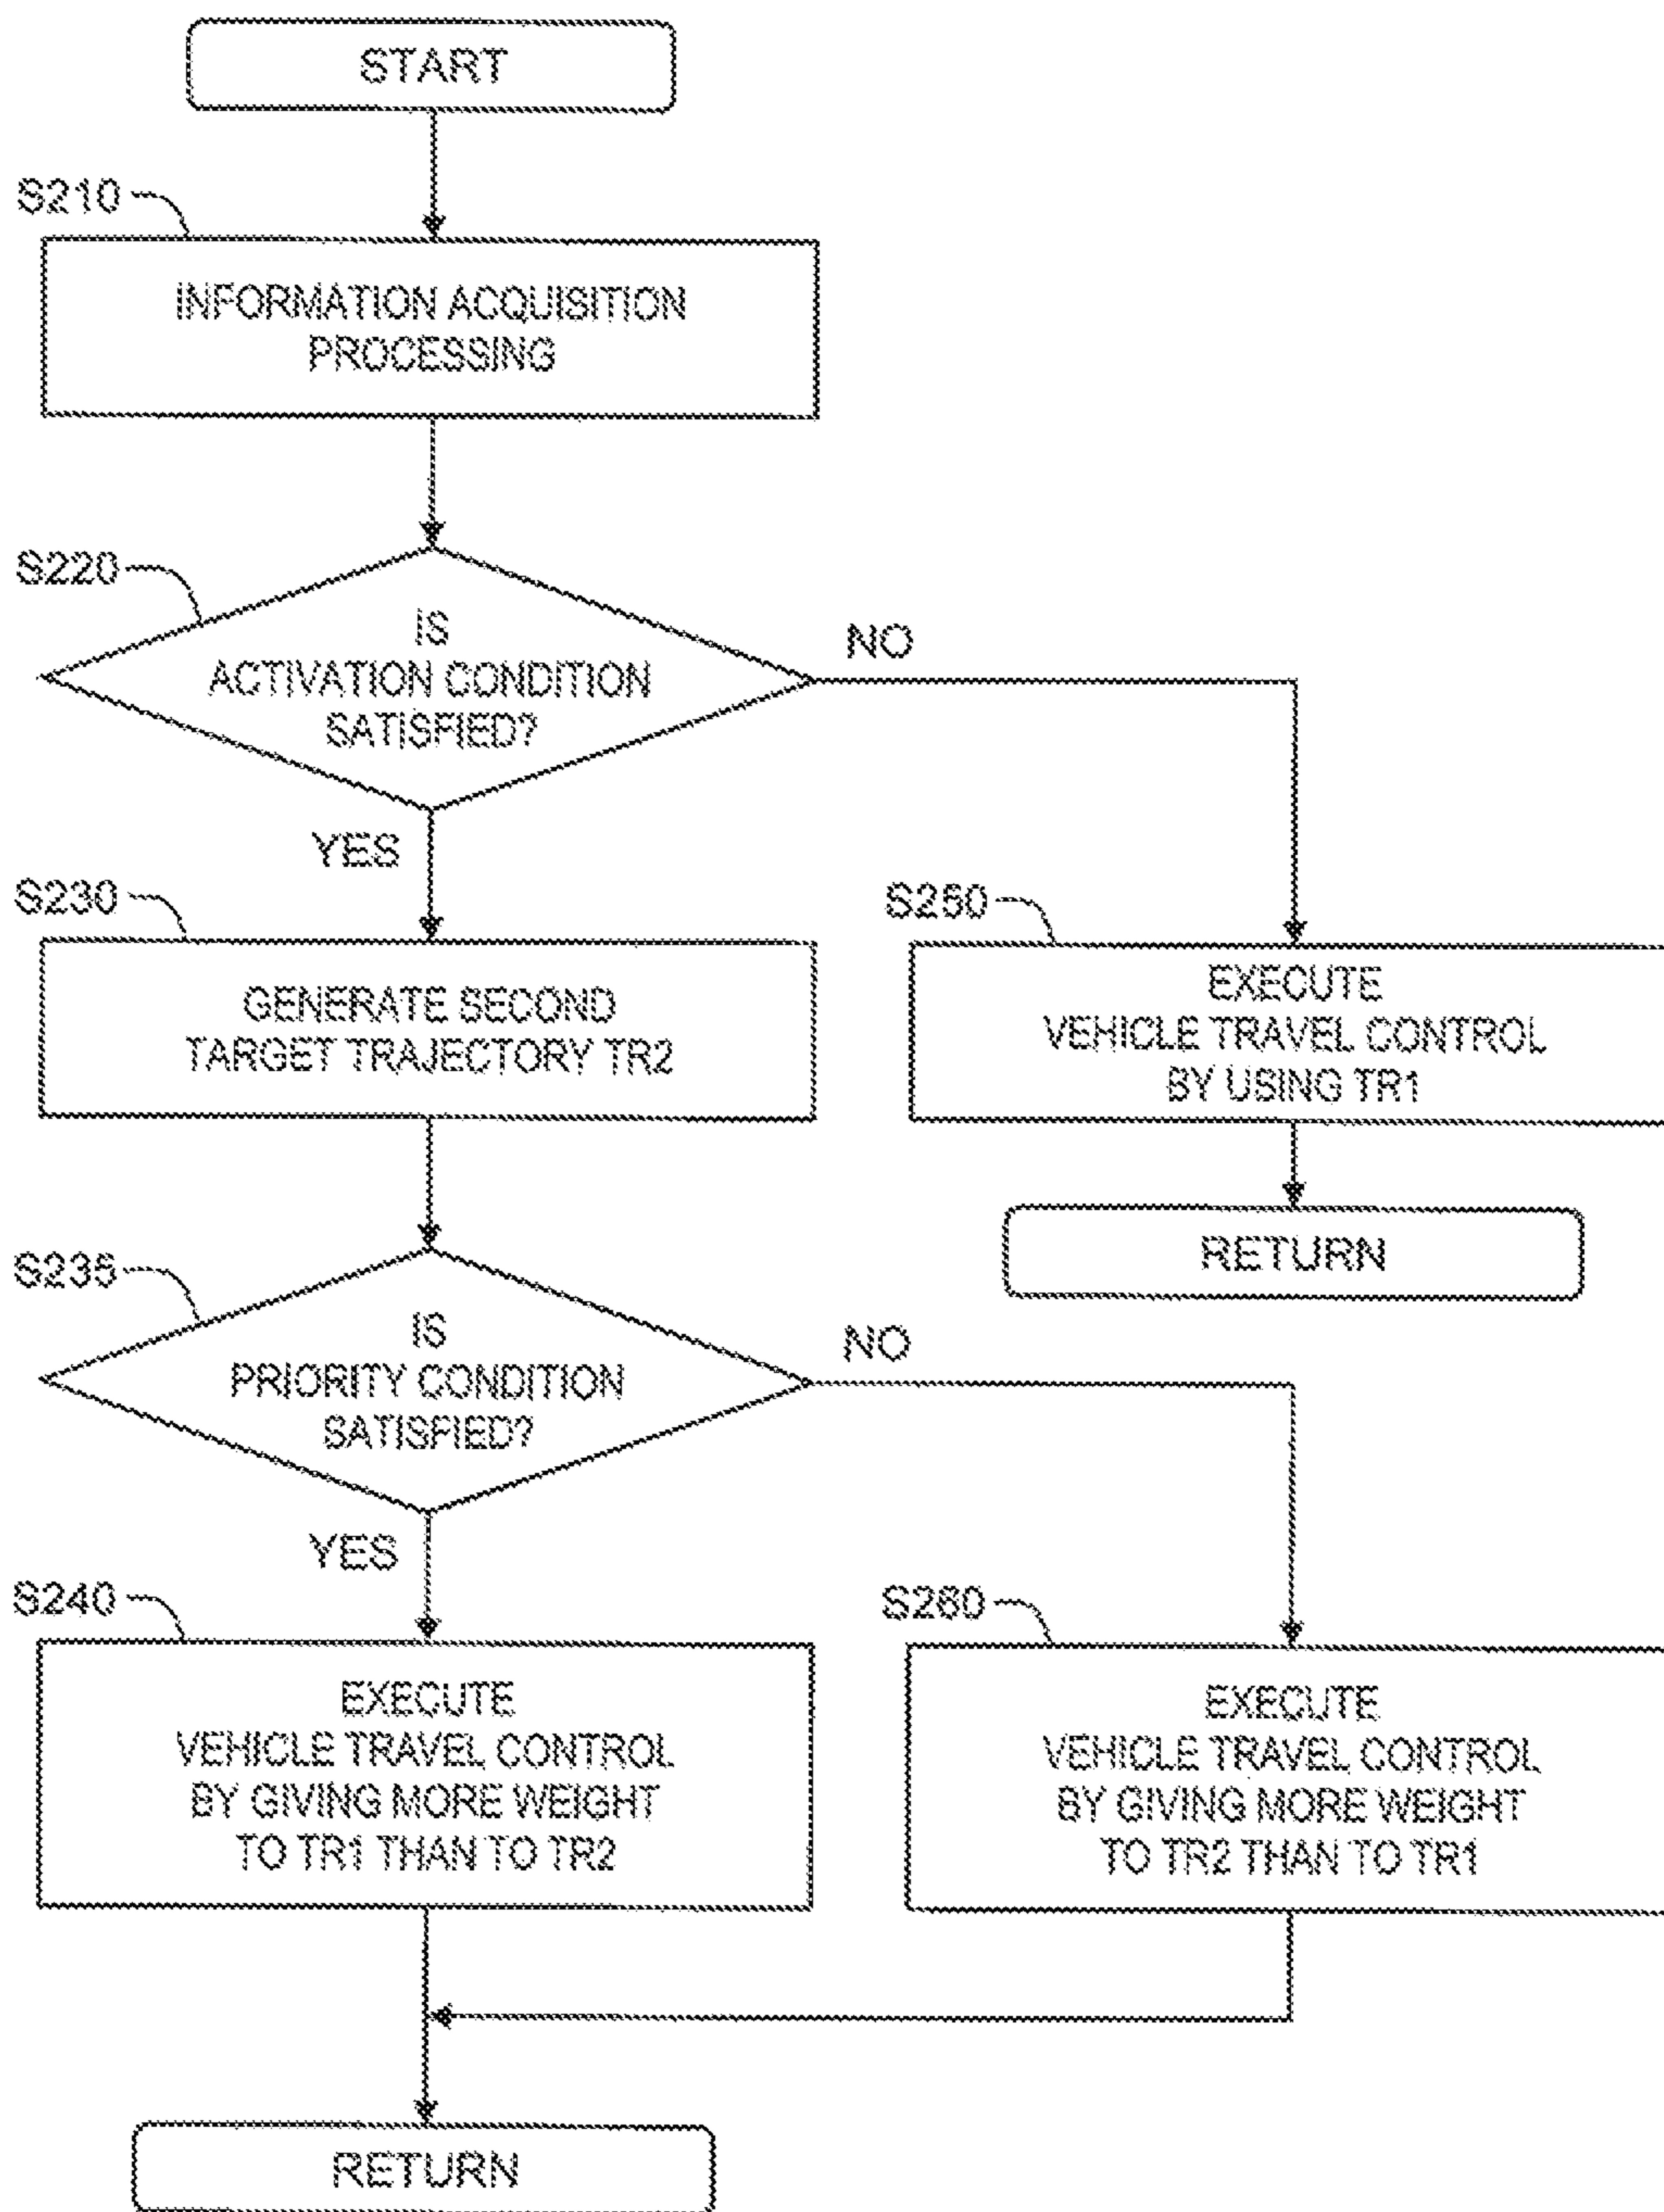 START
S210
INFORMATION ACQUISITION
PROCESSING
S220
IS
ACTIVATION CONDITION
SATISFIED?
NO
YES
S230
GENERATE SECOND
TARGET TRAJECTORY TR2
S250
EXECUTE
VEHICLE TRAVEL CONTROL
BY USING TR1
RETURN
S235
IS
PRIORITY CONDITION
SATISFIED?
NO
YES
S240
EXECUTE
VEHICLE TRAVEL CONTROL
BY GIVING MORE WEIGHT
TO TR1 THAN TO TR2
S260
EXECUTE
VEHICLE TRAVEL CONTROL
BY GIVING MORE WEIGHT
TO TR2 THAN TO TR1
RETURN